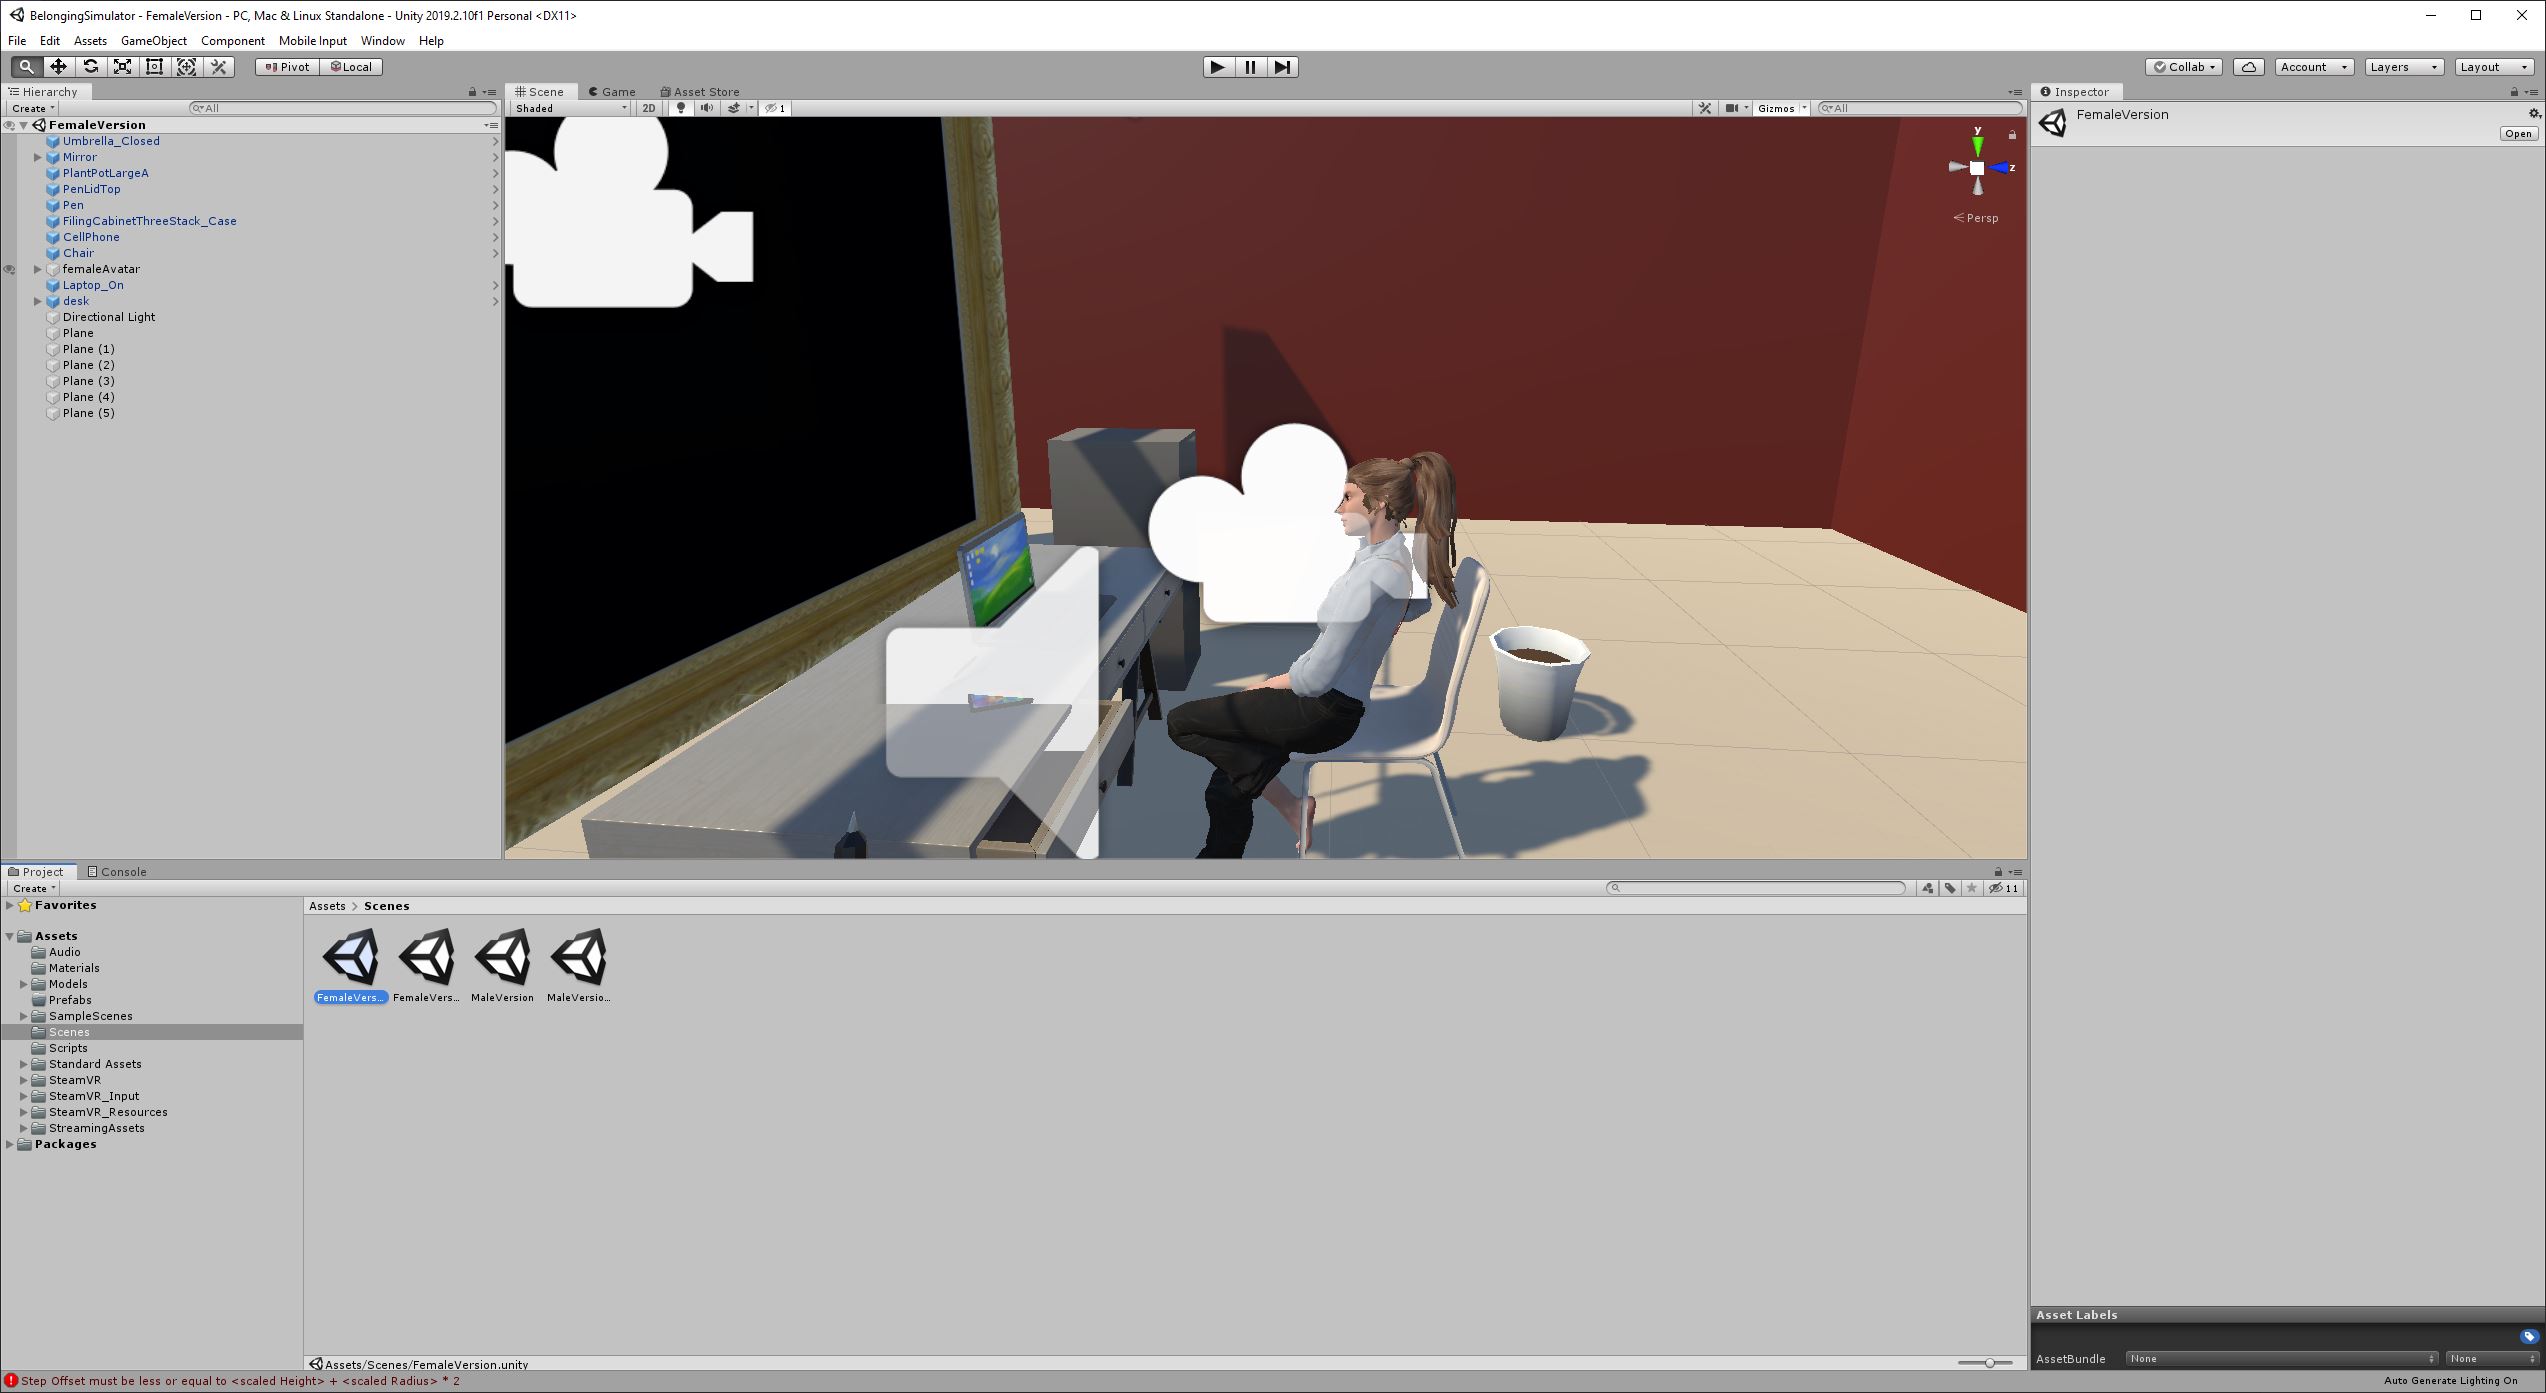 BelongingSimulator - FemaleVersion - PC, Mac & Linux Standalone - Unity 2019.2.10f1 Personal <DX11>
File Edit Assets GameObject Component Mobile Input Window Help
Pivot Local
Collab Account Layers Layout
Hierarchy
Create All
FemaleVersion
Umbrella_Closed
Mirror
PlantPotLargeA
PenLidTop
Pen
FilingCabinetThreeStack_Case
CellPhone
Chair
femaleAvatar
Laptop_On
desk
Directional Light
Plane
Plane (1)
Plane (2)
Plane (3)
Plane (4)
Plane (5)
Scene Game Asset Store
Shaded 2D 1 Gizmos All
y
z
Persp
Inspector
FemaleVersion
Open
Project Console
Create 11
Favorites
Assets
Audio
Materials
Models
Prefabs
SampleScenes
Scenes
Scripts
Standard Assets
SteamVR
SteamVR_Input
SteamVR_Resources
StreamingAssets
Packages
Assets > Scenes
FemaleVers... FemaleVers... MaleVersion MaleVersio...
Assets/Scenes/FemaleVersion.unity
Asset Labels
AssetBundle None None
Step Offset must be less or equal to <scaled Height> + <scaled Radius> * 2
Auto Generate Lighting On